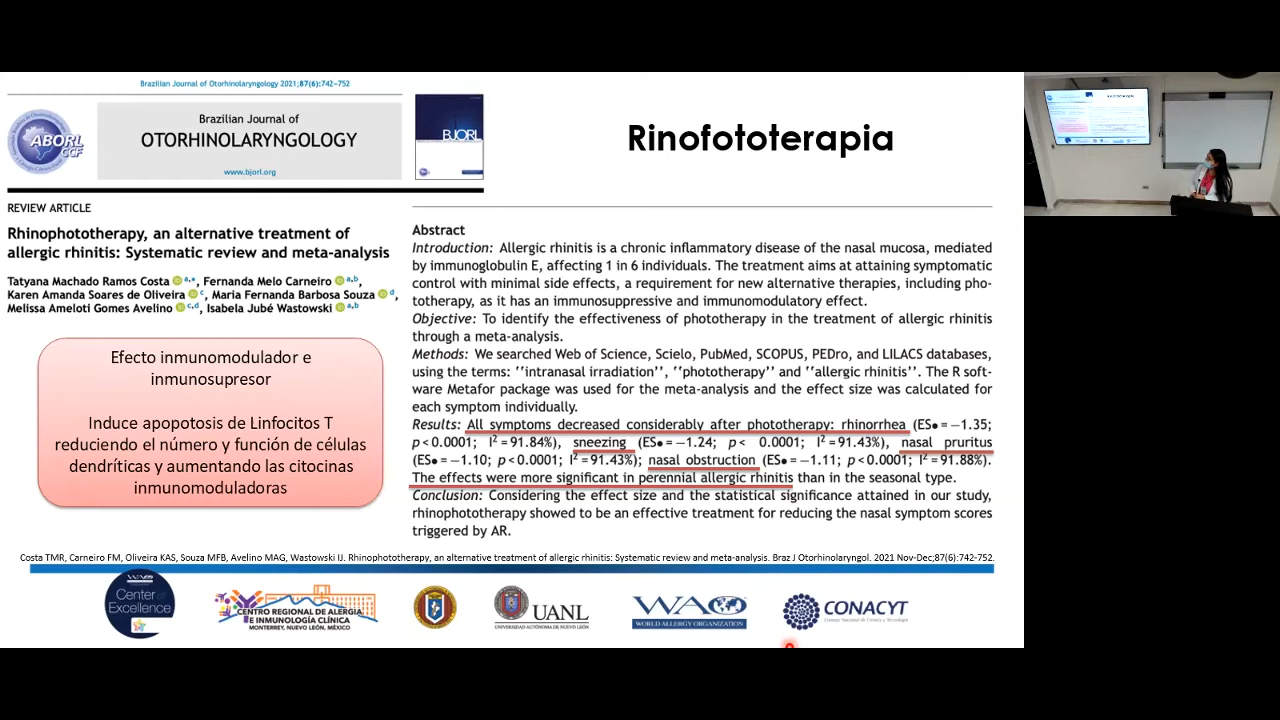 Brazilian Journal of Otorhinolaryngology 2021;87(6):742-752
ABORL
CCF
Brazilian Journal of
OTORHINOLARYNGOLOGY
www.bjorl.org
BJORL
Rinofototerapia
REVIEW ARTICLE
Rhinophototherapy, an alternative treatment of
allergic rhinitis: Systematic review and meta-analysis
Tatyana Machado Ramos Costa a,*, Fernanda Melo Carneiro a,b,
Karen Amanda Soares de Oliveira c, Maria Fernanda Barbosa Souza d,
Melissa Ameloti Gomes Avelino c,d, Isabela Jubé Wastowski a,b
Efecto inmunomodulador e
inmunosupresor
Induce apopotosis de Linfocitos T
reduciendo el número y función de células
dendríticas y aumentando las citocinas
inmunomoduladoras
Abstract
Introduction: Allergic rhinitis is a chronic inflammatory disease of the nasal mucosa, mediated
by immunoglobulin E, affecting 1 in 6 individuals. The treatment aims at attaining symptomatic
control with minimal side effects, a requirement for new alternative therapies, including pho-
totherapy, as it has an immunosuppressive and immunomodulatory effect.
Objective: To identify the effectiveness of phototherapy in the treatment of allergic rhinitis
through a meta-analysis.
Methods: We searched Web of Science, Scielo, PubMed, SCOPUS, PEDro, and LILACS databases,
using the terms: ''intranasal irradiation'', ''phototherapy'' and ''allergic rhinitis''. The R soft-
ware Metafor package was used for the meta-analysis and the effect size was calculated for
each symptom individually.
Results: All symptoms decreased considerably after phototherapy: rhinorrhea (ES● = −1.35;
p < 0.0001; I² = 91.84%), sneezing (ES● = −1.24; p < 0.0001; I² = 91.43%), nasal pruritus
(ES● = −1.10; p < 0.0001; I² = 91.43%); nasal obstruction (ES● = −1.11; p < 0.0001; I² = 91.88%).
The effects were more significant in perennial allergic rhinitis than in the seasonal type.
Conclusion: Considering the effect size and the statistical significance attained in our study,
rhinophototherapy showed to be an effective treatment for reducing the nasal symptom scores
triggered by AR.
Costa TMR, Carneiro FM, Oliveira KAS, Souza MFB, Avelino MAG, Wastowski IJ. Rhinophototherapy, an alternative treatment of allergic rhinitis: Systematic review and meta-analysis. Braz J Otorhinolaryngol. 2021 Nov-Dec;87(6):742-752.
WAO
Center of
Excellence
CENTRO REGIONAL DE ALERGIA
E INMUNOLOGÍA CLÍNICA
MONTERREY, NUEVO LEÓN, MÉXICO
UANL
UNIVERSIDAD AUTÓNOMA DE NUEVO LEÓN
WAO
WORLD ALLERGY ORGANIZATION
CONACYT
Consejo Nacional de Ciencia y Tecnología
Rinofototerapia